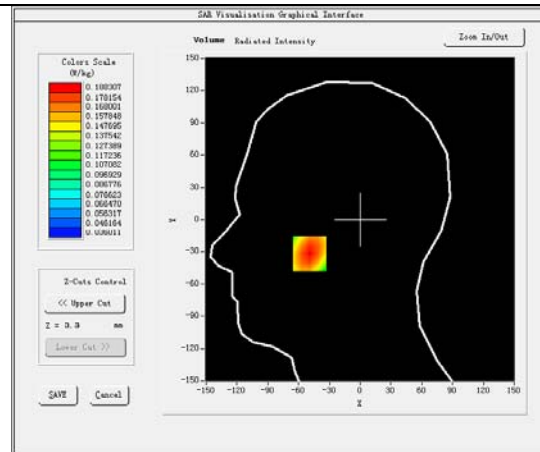 SAR Visualisation Graphical Interface
Volume Radiated Intensity
Zoom In/Out
Colors Scale
(W/kg)
0.188307
0.178154
0.168001
0.157848
0.147695
0.137542
0.127389
0.117236
0.107082
0.096929
0.086776
0.076623
0.066470
0.056317
0.046164
0.036011
Z-Cuts Control
<< Upper Cut
Z = 3.3 mm
Lower Cut >>
SAVE
Cancel
150
120
90
60
30
0
-30
-60
-90
-120
-150
Y
-150 -120 -90 -60 -30 0 30 60 90 120 150
X